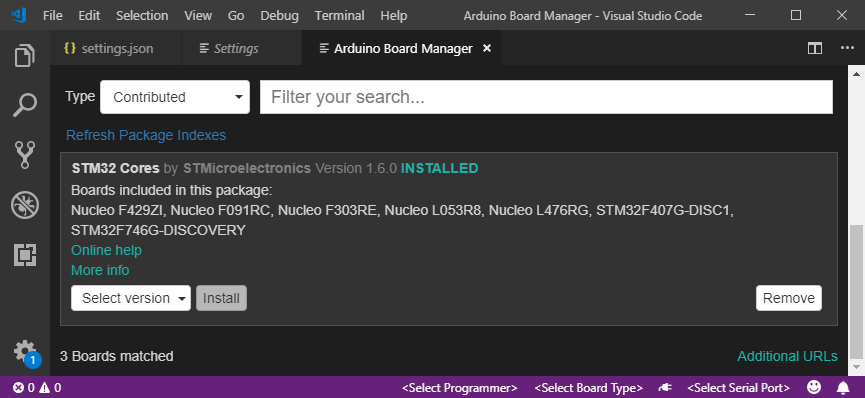 File Edit Selection View Go Debug Terminal Help Arduino Board Manager - Visual Studio Code
{} settings.json Settings Arduino Board Manager
Type Contributed Filter your search...
Refresh Package Indexes
STM32 Cores by STMicroelectronics Version 1.6.0 INSTALLED
Boards included in this package:
Nucleo F429ZI, Nucleo F091RC, Nucleo F303RE, Nucleo L053R8, Nucleo L476RG, STM32F407G-DISC1,
STM32F746G-DISCOVERY
Online help
More info
Select version Install Remove
3 Boards matched Additional URLs
1
0 0 <Select Programmer> <Select Board Type> <Select Serial Port>